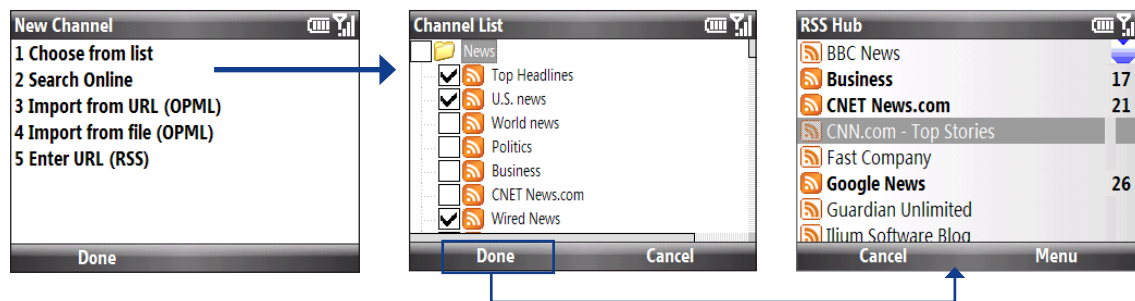 New Channel
1 Choose from list
2 Search Online
3 Import from URL (OPML)
4 Import from file (OPML)
5 Enter URL (RSS)
Done
Channel List
News
Top Headlines
U.S. news
World news
Politics
Business
CNET News.com
Wired News
Done Cancel
RSS Hub
BBC News
Business 17
CNET News.com 21
CNN.com - Top Stories
Fast Company
Google News 26
Guardian Unlimited
Ilium Software Blog
Cancel Menu